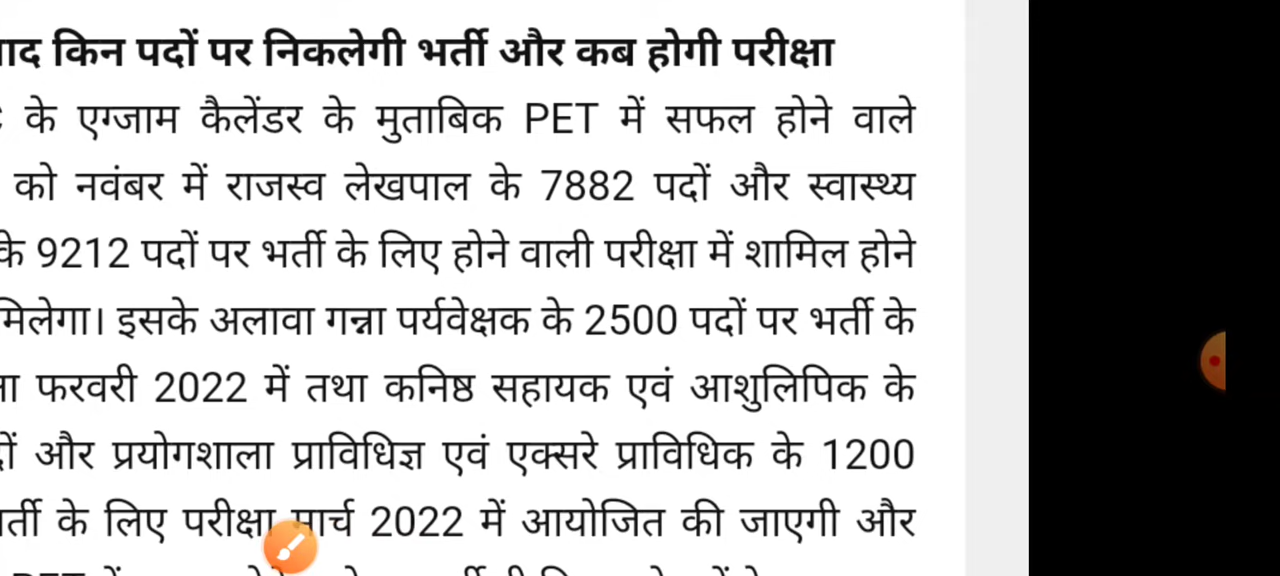 किन पदों पर निकलेगी भर्ती और कब होगी परीक्षा
के एग्जाम कैलेंडर के मुताबिक PET में सफल होने वाले
को नवंबर में राजस्व लेखपाल के 7882 पदों और स्वास्थ्य
के 9212 पदों पर भर्ती के लिए होने वाली परीक्षा में शामिल होने
मिलेगा। इसके अलावा गन्ना पर्यवेक्षक के 2500 पदों पर भर्ती के
फरवरी 2022 में तथा कनिष्ठ सहायक एवं आशुलिपिक के
और प्रयोगशाला प्राविधिज्ञ एवं एक्सरे प्राविधिक के 1200
के लिए परीक्षा मार्च 2022 में आयोजित की जाएगी और